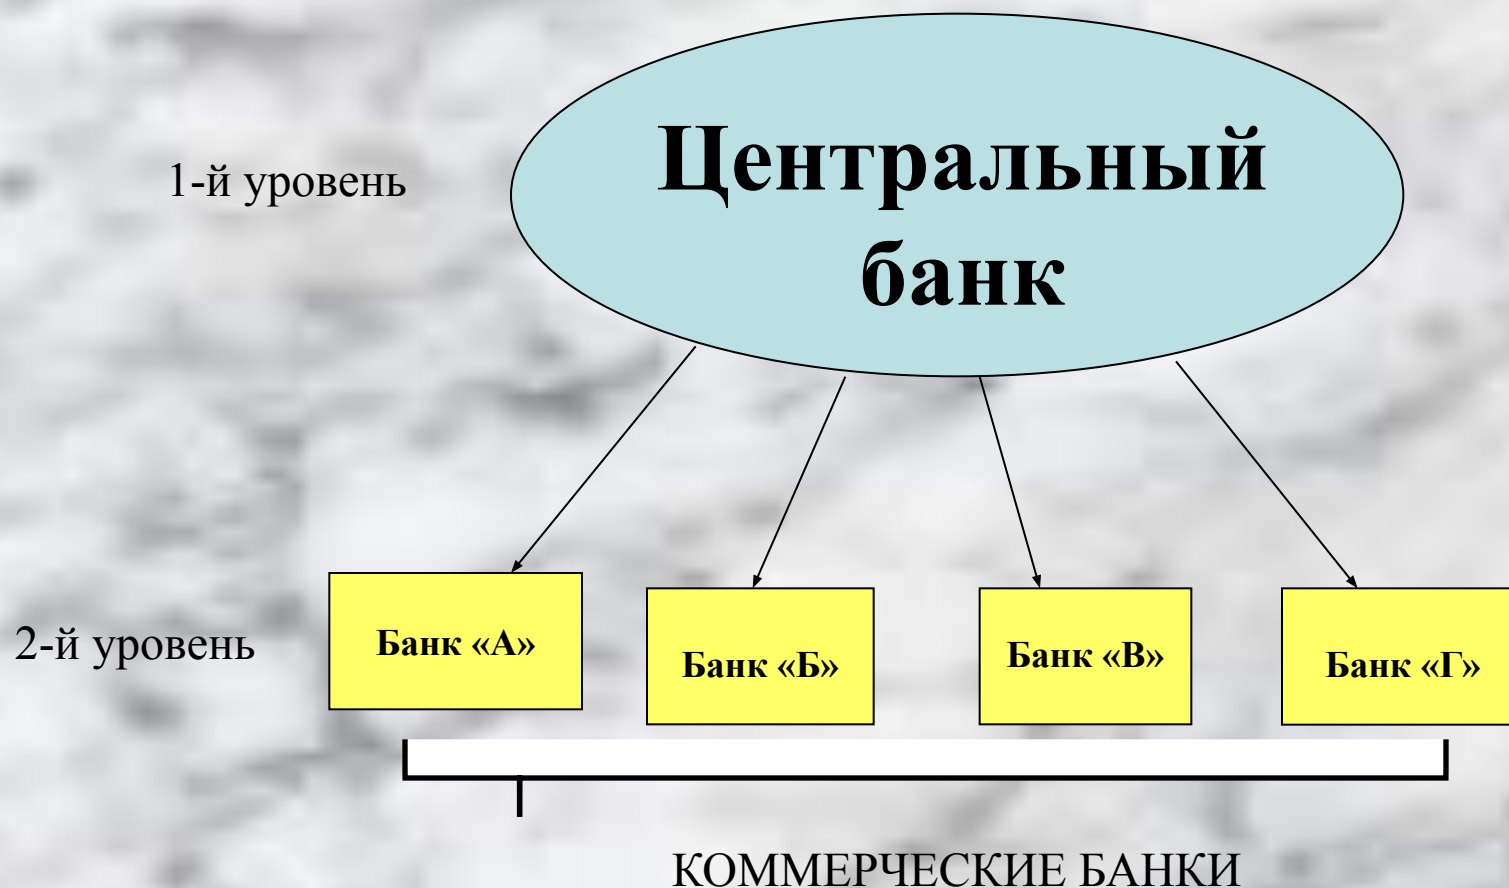 1-й уровень
Центральный
банк
2-й уровень
Банк «А»
Банк «Б»
Банк «В»
Банк «Г»
КОММЕРЧЕСКИЕ БАНКИ